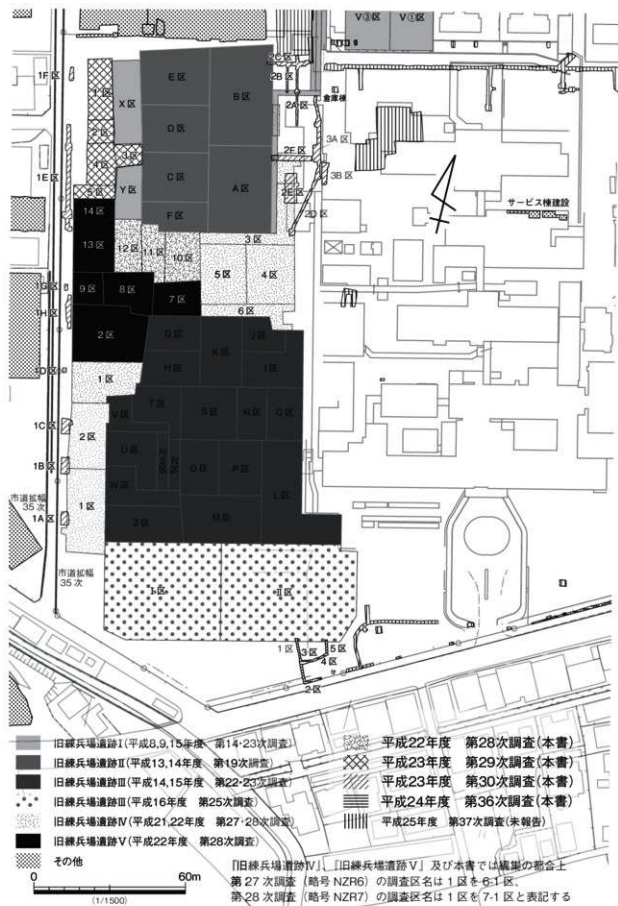 V③区
V①区
1F区
1区
X区
E区
B区
2C区
2B区
2A区
倉庫棟
2区
D区
2F区
3A区
4区
3区
1E区
C区
A区
3B区
5区
Y区
2E区
サービス棟建設
14区
F区
2D区
13区
12区
11区
10区
3区
5区
4区
1G区
9区
8区
7区
6区
1H区
2区
G区
K区
J区
H区
I区
1D区
1区
V区
T区
S区
R区
Q区
1C区
2区
U区
N区
O区
P区
1B区
W区
L区
市道拡幅
35次
1A区
1区
Z区
M区
市道拡幅
35次
I区
II区
1区
3区
5区
4区
2区
旧練兵場遺跡Ⅰ(平成8,9,15年度 第14・23次調査)
旧練兵場遺跡Ⅱ(平成13,14年度 第19次調査)
旧練兵場遺跡Ⅲ(平成14,15年度 第22・23次調査)
旧練兵場遺跡Ⅲ(平成16年度 第25次調査)
旧練兵場遺跡Ⅳ(平成21,22年度 第27・28次調査)
旧練兵場遺跡Ⅴ(平成22年度 第28次調査)
その他
平成22年度 第28次調査(本書)
平成23年度 第29次調査(本書)
平成23年度 第30次調査(本書)
平成24年度 第36次調査(本書)
平成25年度 第37次調査(未報告)
0 60m
(1/1500)
『旧練兵場遺跡Ⅳ』、『旧練兵場遺跡Ⅴ』及び本書では編集の都合上
第27次調査(略号NZR6)の調査区名は1区を6-1区、
第28次調査(略号NZR7)の調査区名は1区を7-1区と表記する